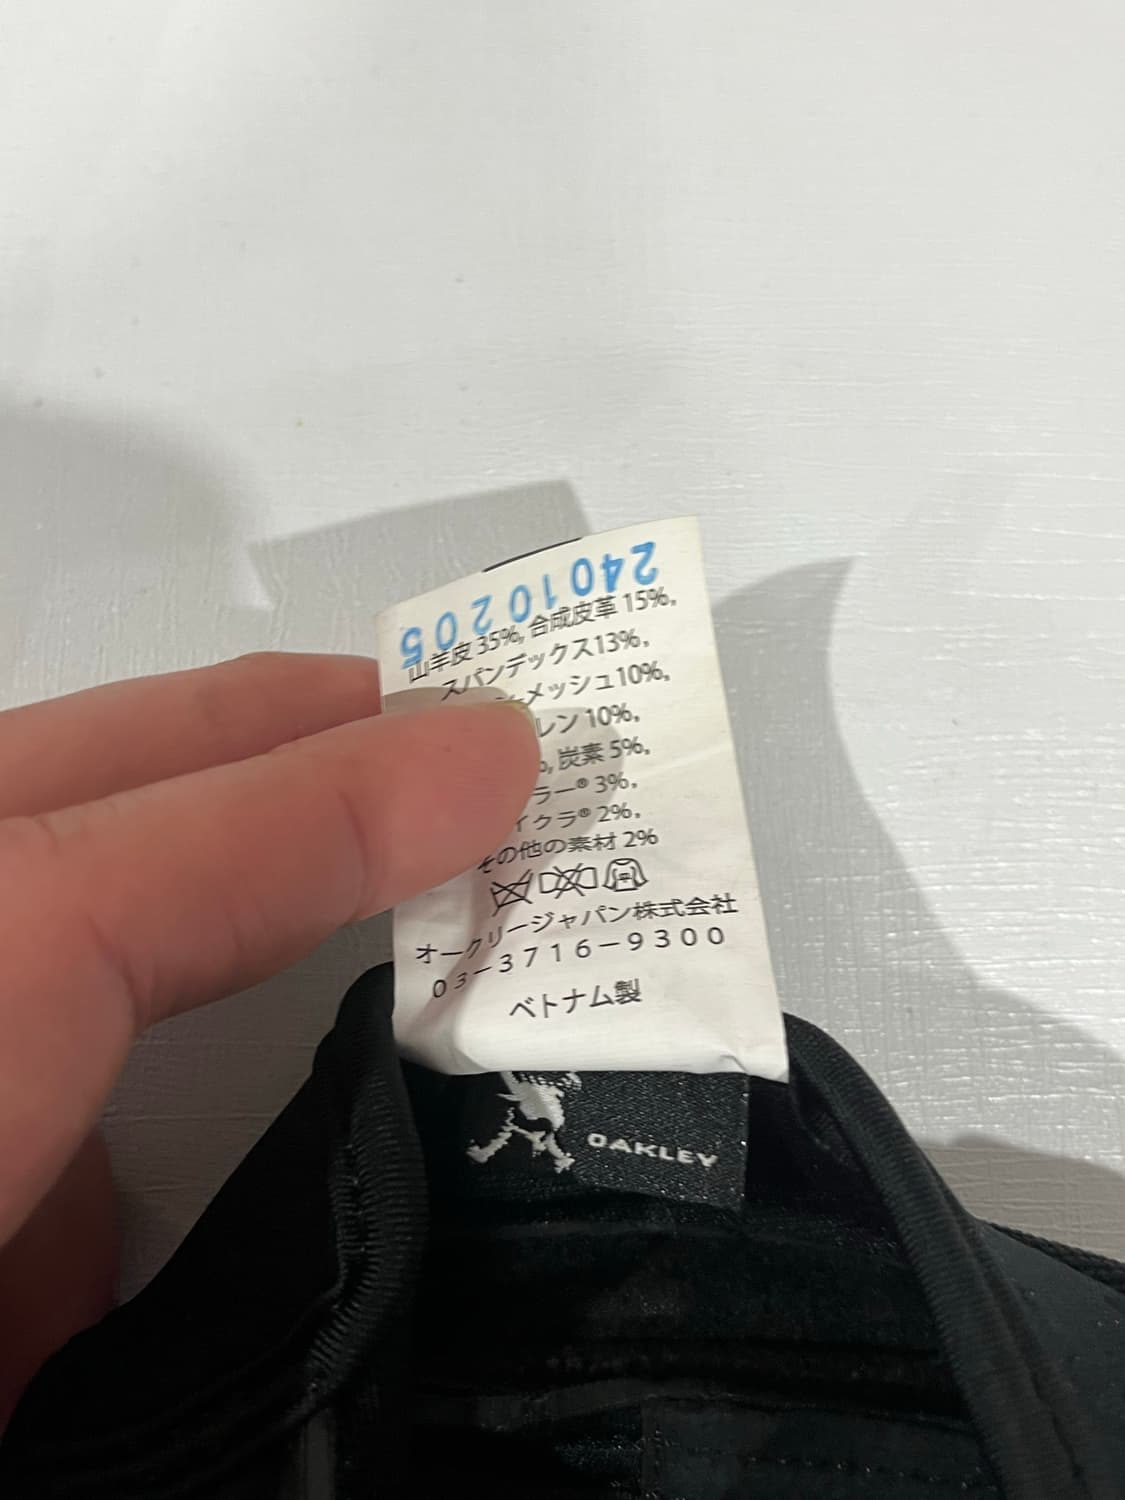 24010205
山羊皮 35%, 合成皮革 15%,
スパンデックス13%,
メッシュ10%,
レン 10%,
%, 炭素 5%,
ラー® 3%,
イクラ® 2%,
その他の素材 2%
オークリージャパン株式会社
03-3716-9300
ベトナム製
OAKLEY